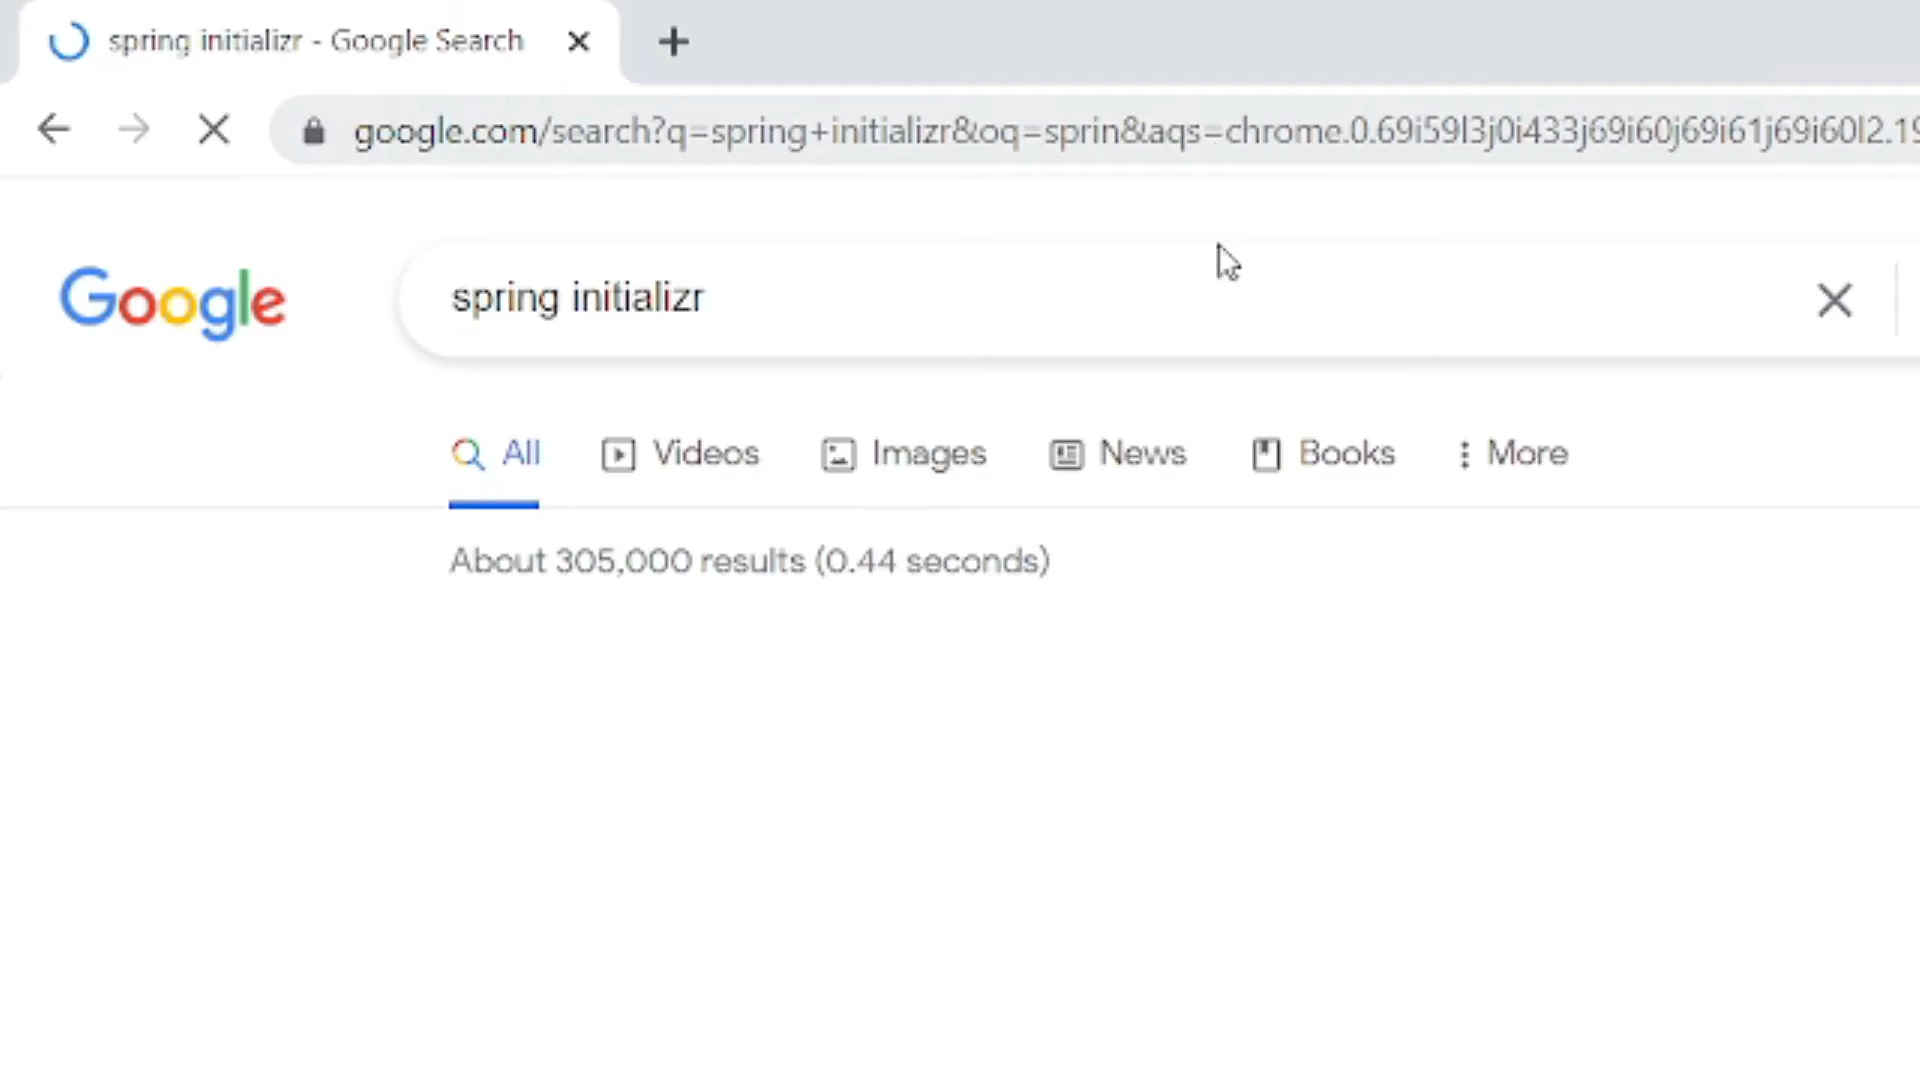 spring initializr - Google Search
google.com/search?q=spring+initializr&oq=sprin&aqs=chrome.0.69i59l3j0i433j69i60j69i61j69i60l2.19
Google
spring initializr
All Videos Images News Books More
About 305,000 results (0.44 seconds)